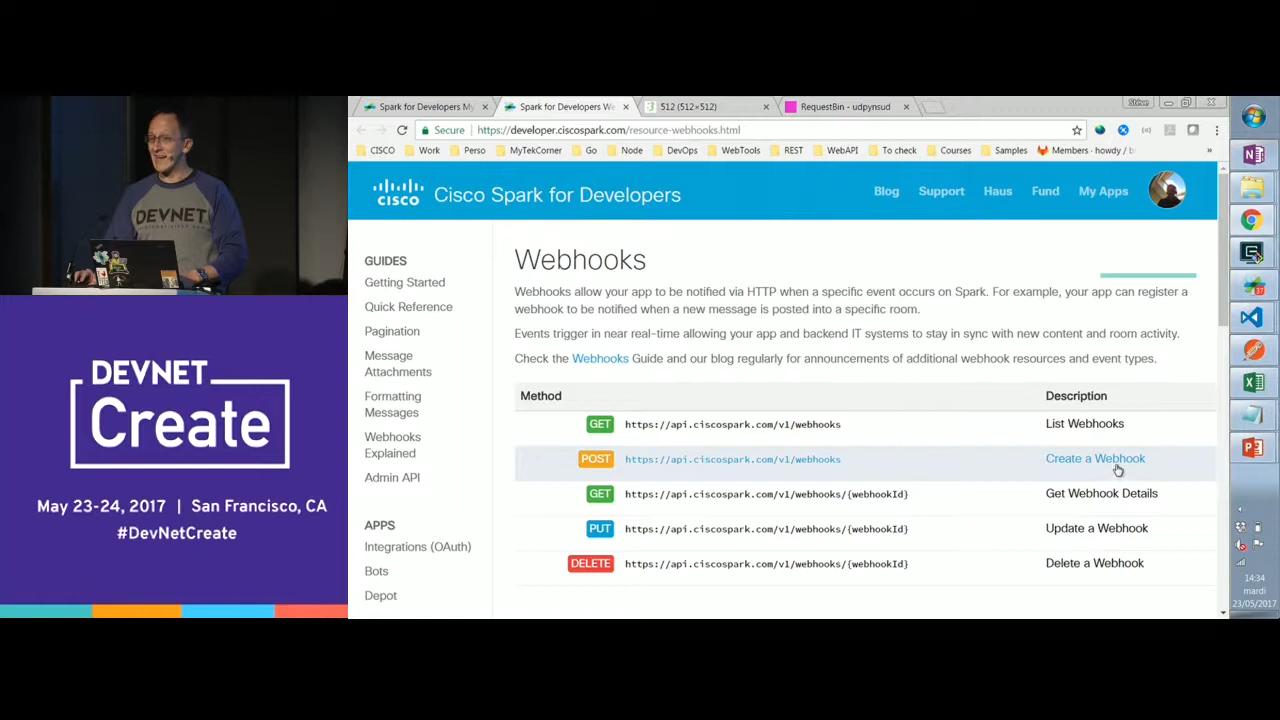 DEVNET
DEVNET
Create
May 23-24, 2017 | San Francisco, CA
#DevNetCreate
Spark for Developers My
Spark for Developers We
512 (512×512)
RequestBin - udpynsud
Steve
Secure
https://developer.ciscospark.com/resource-webhooks.html
CISCO
Work
Perso
MyTekCorner
Go
Node
DevOps
WebTools
REST
WebAPI
To check
Courses
Samples
Members · howdy / b
»
cisco
Cisco Spark for Developers
Blog
Support
Haus
Fund
My Apps
GUIDES
Getting Started
Quick Reference
Pagination
Message
Attachments
Formatting
Messages
Webhooks
Explained
Admin API
APPS
Integrations (OAuth)
Bots
Depot
Webhooks
Webhooks allow your app to be notified via HTTP when a specific event occurs on Spark. For example, your app can register a
webhook to be notified when a new message is posted into a specific room.
Events trigger in near real-time allowing your app and backend IT systems to stay in sync with new content and room activity.
Check the Webhooks Guide and our blog regularly for announcements of additional webhook resources and event types.
Method Description
GET https://api.ciscospark.com/v1/webhooks List Webhooks
POST https://api.ciscospark.com/v1/webhooks Create a Webhook
GET https://api.ciscospark.com/v1/webhooks/{webhookId} Get Webhook Details
PUT https://api.ciscospark.com/v1/webhooks/{webhookId} Update a Webhook
DELETE https://api.ciscospark.com/v1/webhooks/{webhookId} Delete a Webhook
37
14:34
mardi
23/05/2017